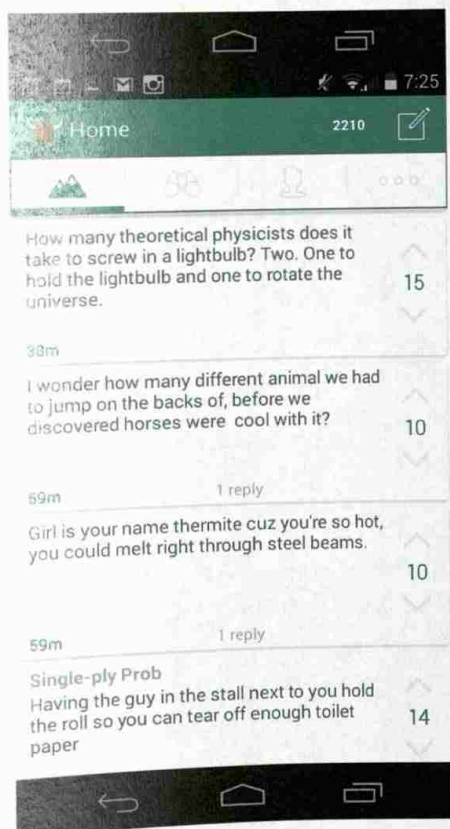 7:25
Home
2210
How many theoretical physicists does it
take to screw in a lightbulb? Two. One to
hold the lightbulb and one to rotate the
universe.
15
38m
I wonder how many different animal we had
to jump on the backs of, before we
discovered horses were cool with it?
10
59m
1 reply
Girl is your name thermite cuz you're so hot,
you could melt right through steel beams.
10
59m
1 reply
Single-ply Prob
Having the guy in the stall next to you hold
the roll so you can tear off enough toilet
paper
14